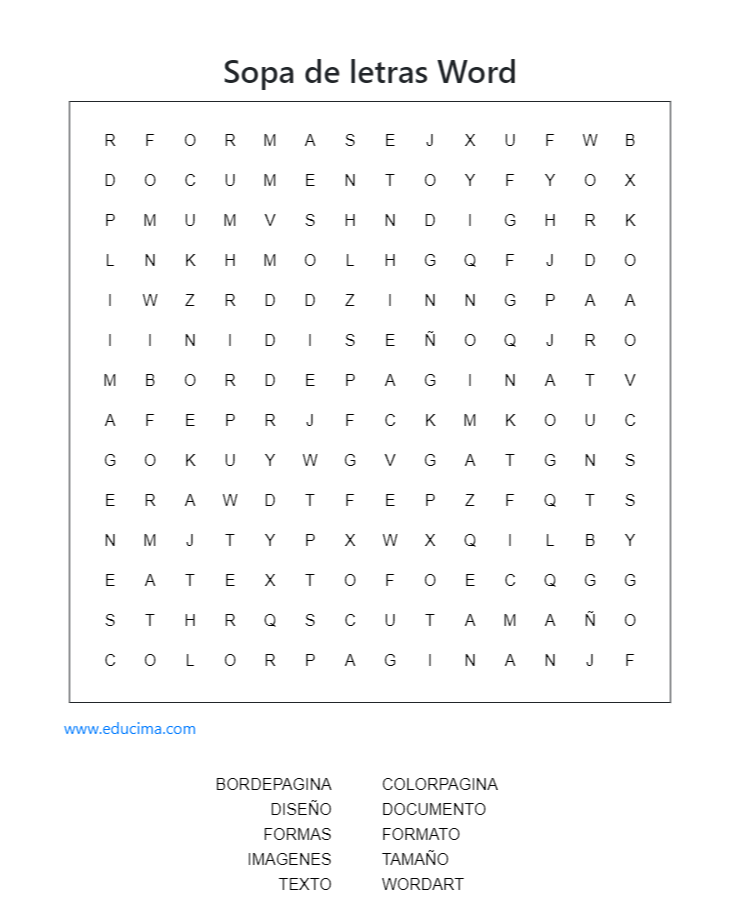 Sopa de letras Word
R F O R M A S E J X U F W B
D O C U M E N T O Y F Y O X
P M U M V S H N D I G H R K
L N K H M O L H G Q F J D O
I W Z R D D Z I N N G P A A
I I N I D I S E Ñ O Q J R O
M B O R D E P A G I N A T V
A F E P R J F C K M K O U C
G O K U Y W G V G A T G N S
E R A W D T F E P Z F Q T S
N M J T Y P X W X Q I L B Y
E A T E X T O F O E C Q G G
S T H R Q S C U T A M A Ñ O
C O L O R P A G I N A N J F
www.educima.com
BORDEPAGINA COLORPAGINA
DISEÑO DOCUMENTO
FORMAS FORMATO
IMAGENES TAMAÑO
TEXTO WORDART